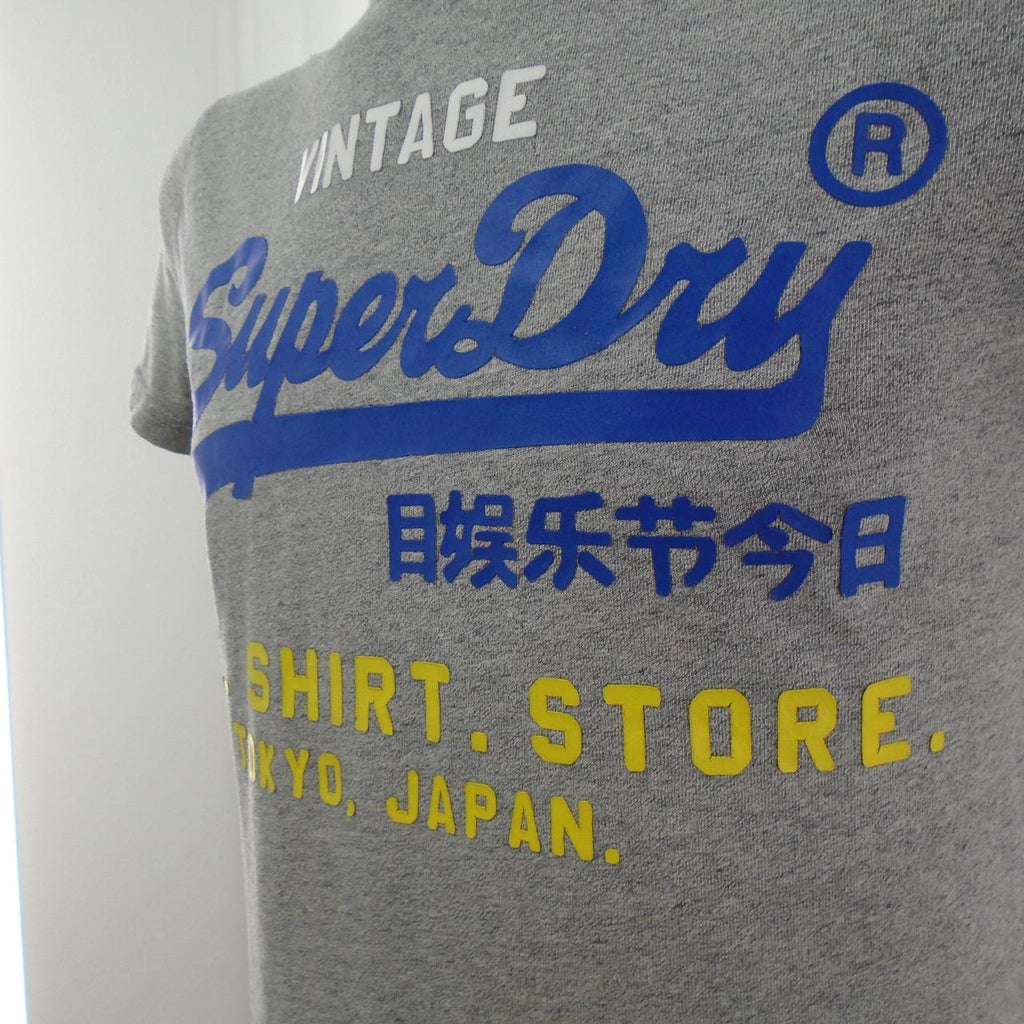 VINTAGE
®
SuperDry
目娱乐节今日
. SHIRT. STORE.
TOKYO, JAPAN.